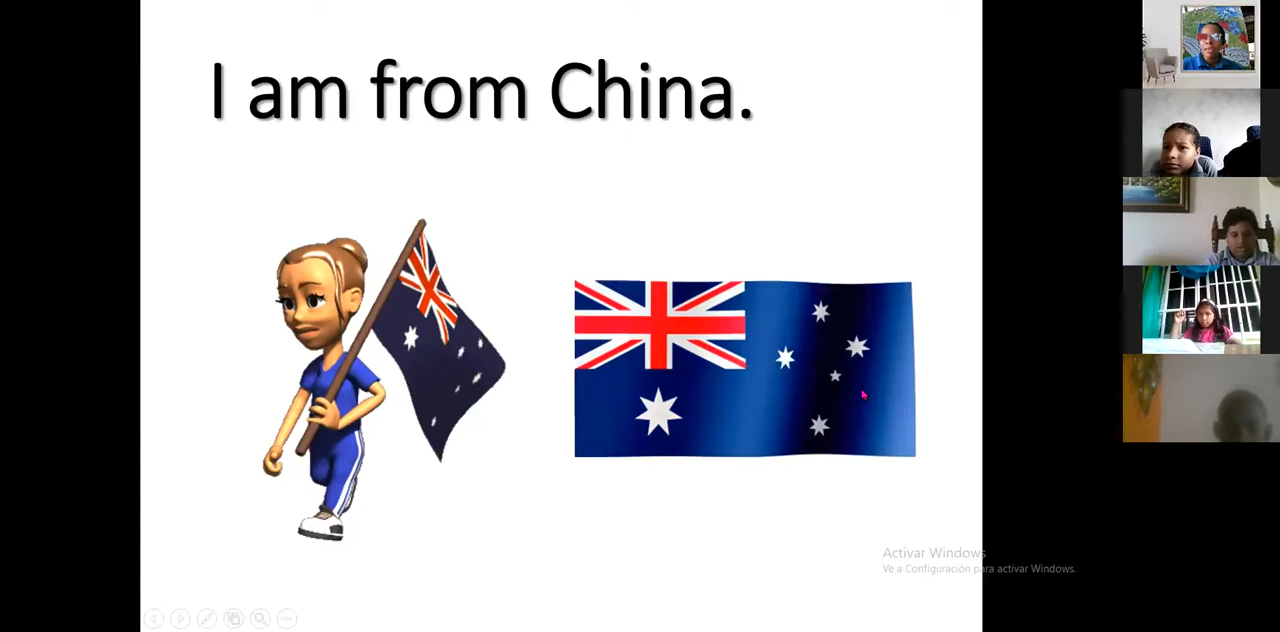 I am from China.
Activar Windows
Ve a Configuración para activar Windows.